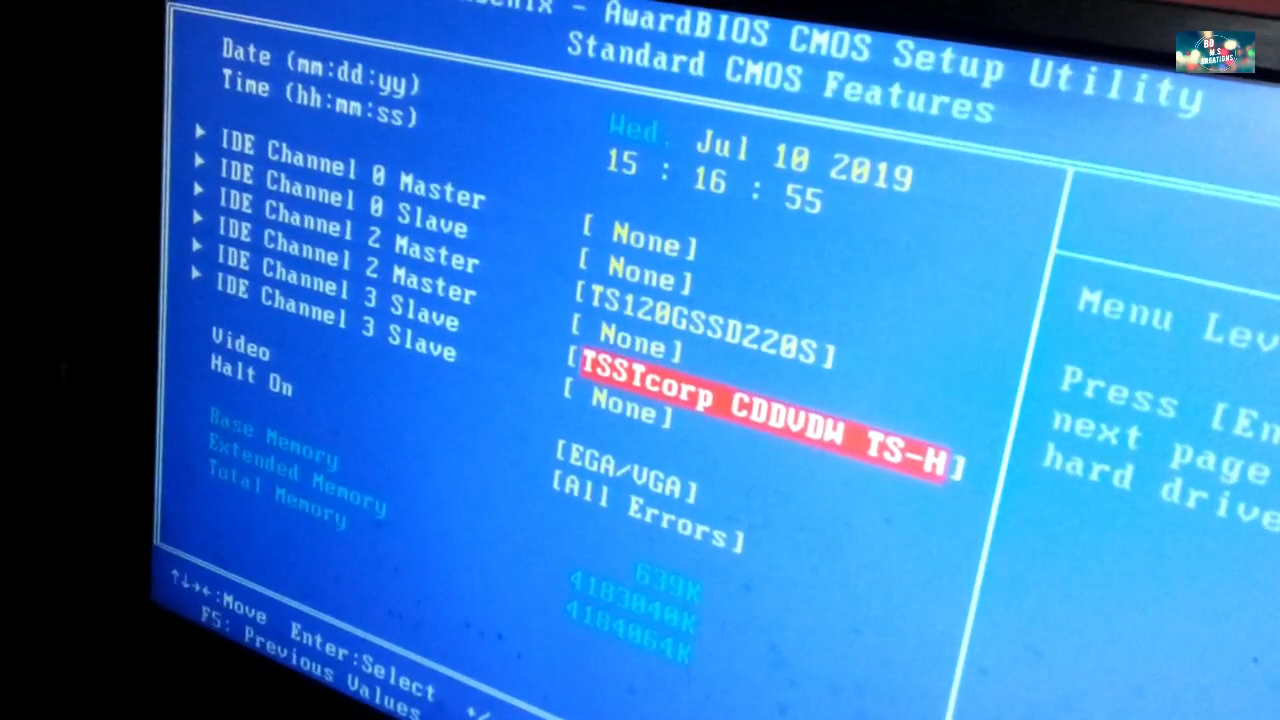 - AwardBIOS CMOS Setup Utility
Standard CMOS Features
Date (mm:dd:yy) Wed, Jul 10 2019
Time (hh:mm:ss) 15 : 16 : 55
IDE Channel 0 Master [ None]
IDE Channel 0 Slave [ None]
IDE Channel 2 Master [TS120GSSD220S]
IDE Channel 2 Master [ None]
IDE Channel 3 Slave [TSSTcorp CDDVDW TS-H]
IDE Channel 3 Slave [ None]
Video [EGA/VGA]
Halt On [All Errors]
Base Memory 639K
Extended Memory 4183040K
Total Memory 4184064K
Menu Lev
Press [En
next page
hard drive
↑↓→←:Move Enter:Select +/
F5: Previous Values
BD
M.S
CREATIONS